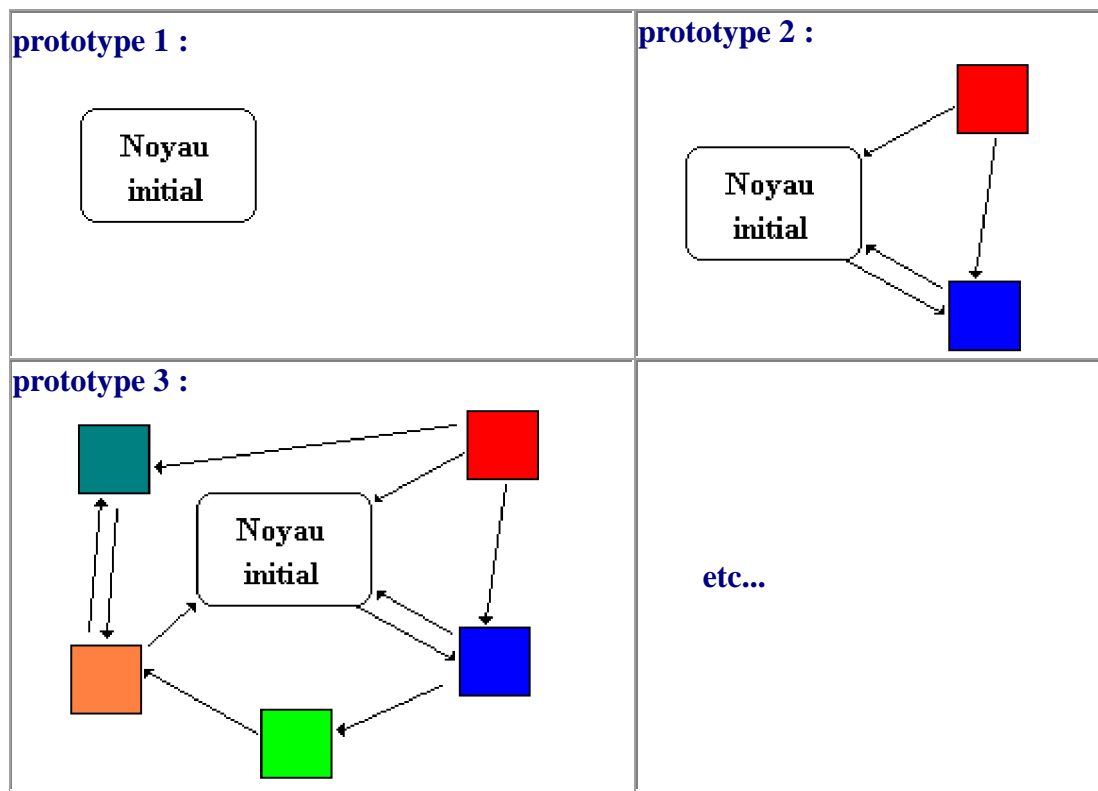 prototype 1 :
Noyau
initial
prototype 2 :
Noyau
initial
prototype 3 :
Noyau
initial
etc...